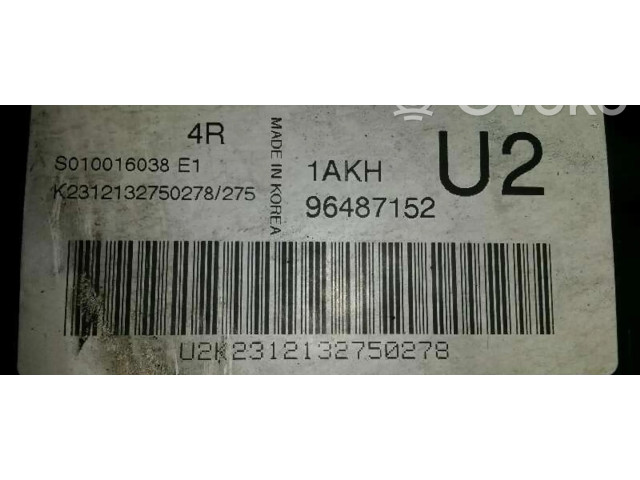 4R
S010016038 E1
K2312132750278/275
MADE IN KOREA
1AKH
96487152
U2
U2K2312132750278